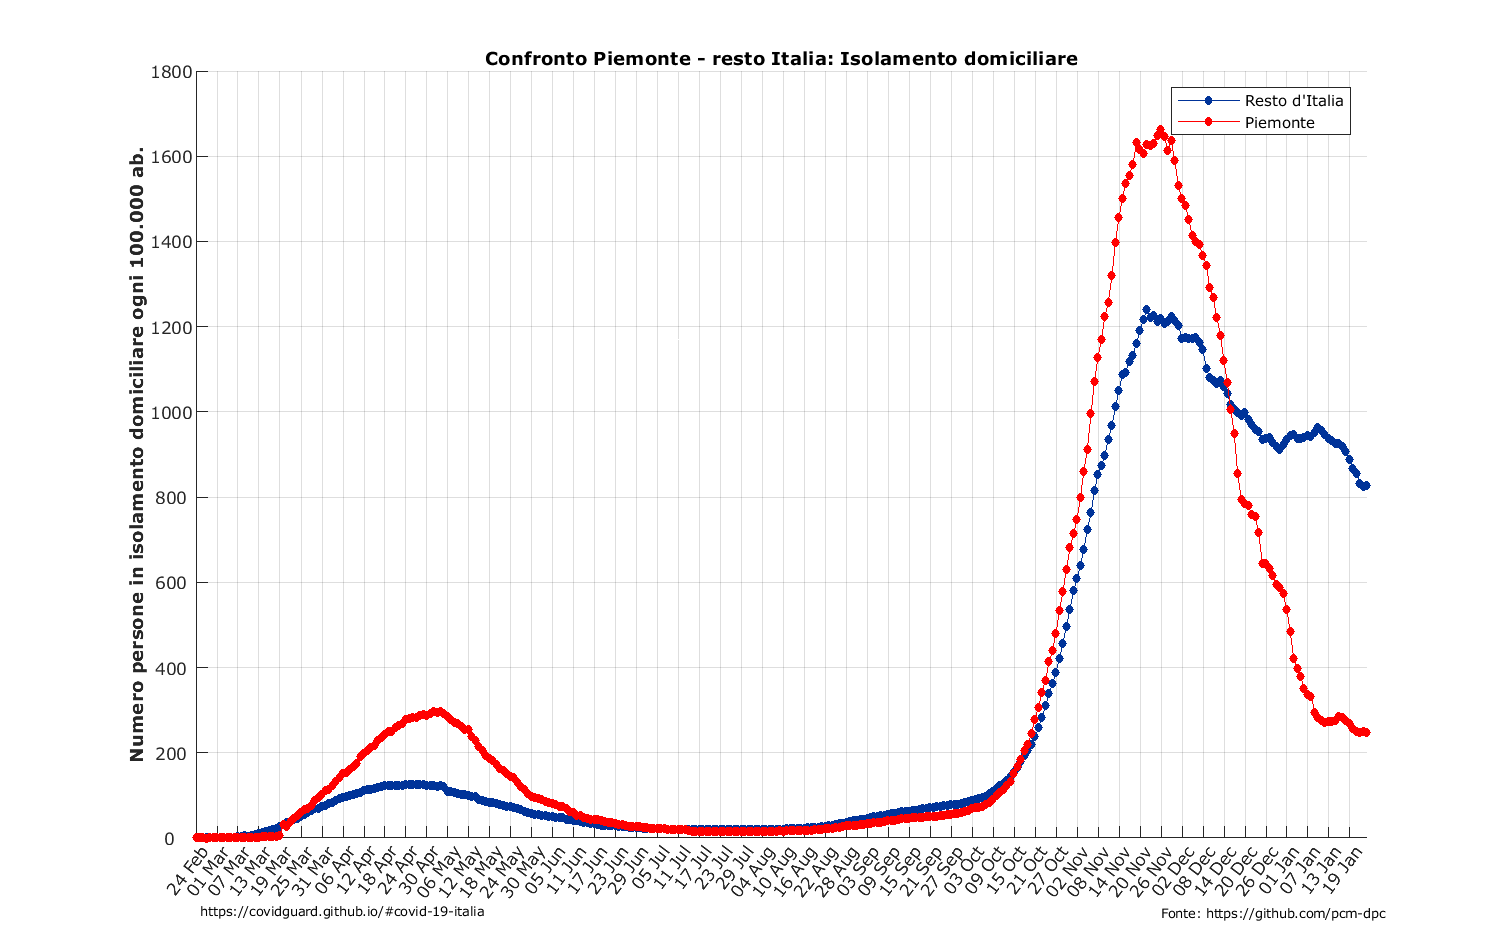 Confronto Piemonte - resto Italia: Isolamento domiciliare
Resto d'Italia
Piemonte
Numero persone in isolamento domiciliare ogni 100.000 ab.
1800
1600
1400
1200
1000
800
600
400
200
0
24 Feb
01 Mar
07 Mar
13 Mar
19 Mar
25 Mar
31 Mar
06 Apr
12 Apr
18 Apr
24 Apr
30 Apr
06 May
12 May
18 May
24 May
30 May
05 Jun
11 Jun
17 Jun
23 Jun
29 Jun
05 Jul
11 Jul
17 Jul
23 Jul
29 Jul
04 Aug
10 Aug
16 Aug
22 Aug
28 Aug
03 Sep
09 Sep
15 Sep
21 Sep
27 Sep
03 Oct
09 Oct
15 Oct
21 Oct
27 Oct
02 Nov
08 Nov
14 Nov
20 Nov
26 Nov
02 Dec
08 Dec
14 Dec
20 Dec
26 Dec
01 Jan
07 Jan
13 Jan
19 Jan
https://covidguard.github.io/#covid-19-italia
Fonte: https://github.com/pcm-dpc